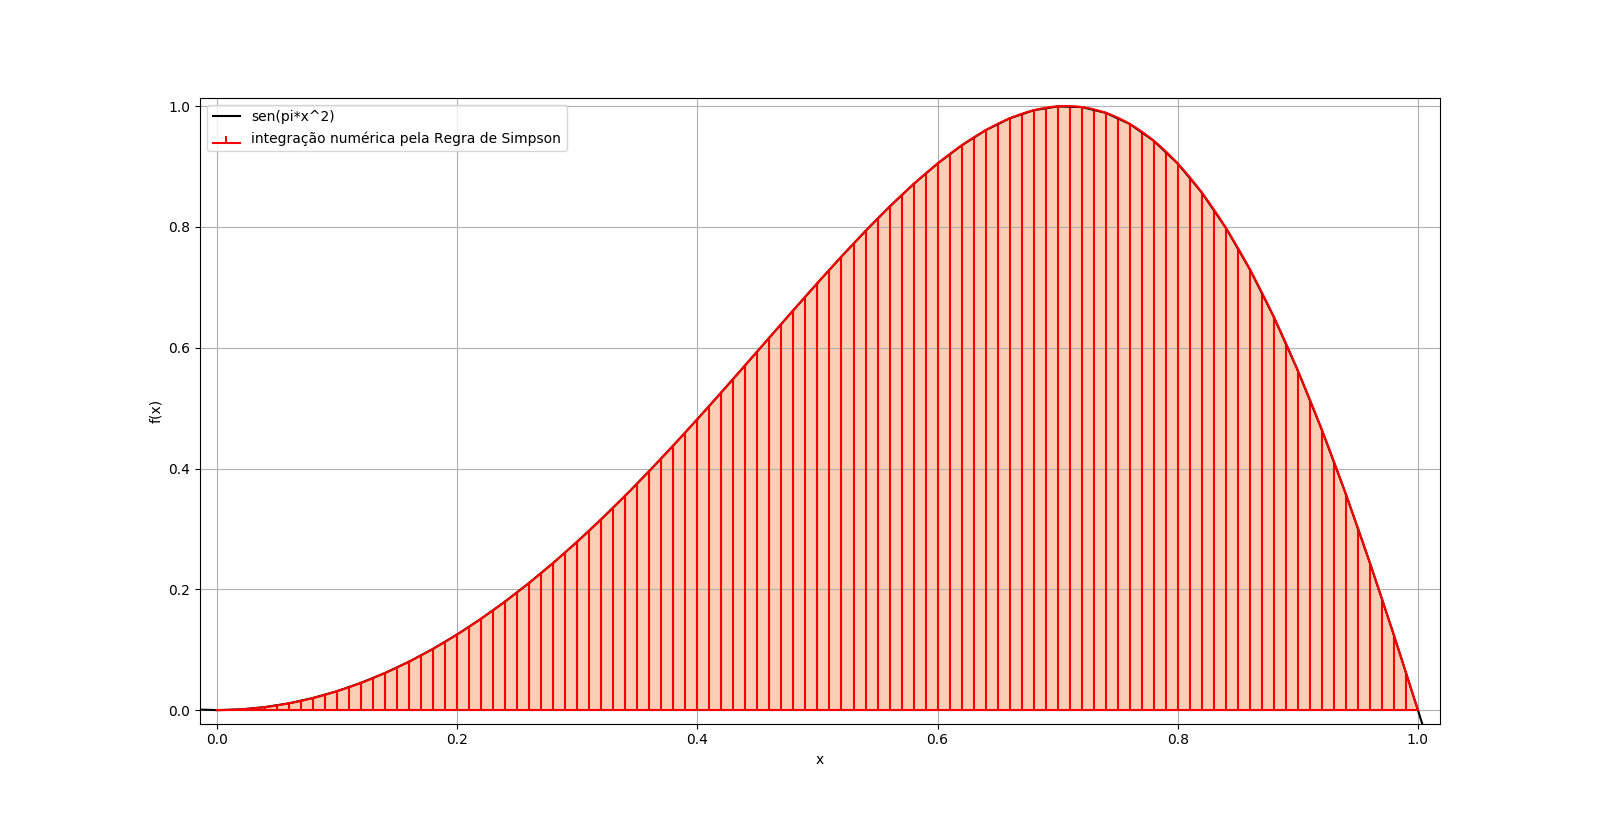 sen(pi*x^2)
integração numérica pela Regra de Simpson
1.0
0.8
0.6
0.4
0.2
0.0
f(x)
0.0 0.2 0.4 0.6 0.8 1.0
x